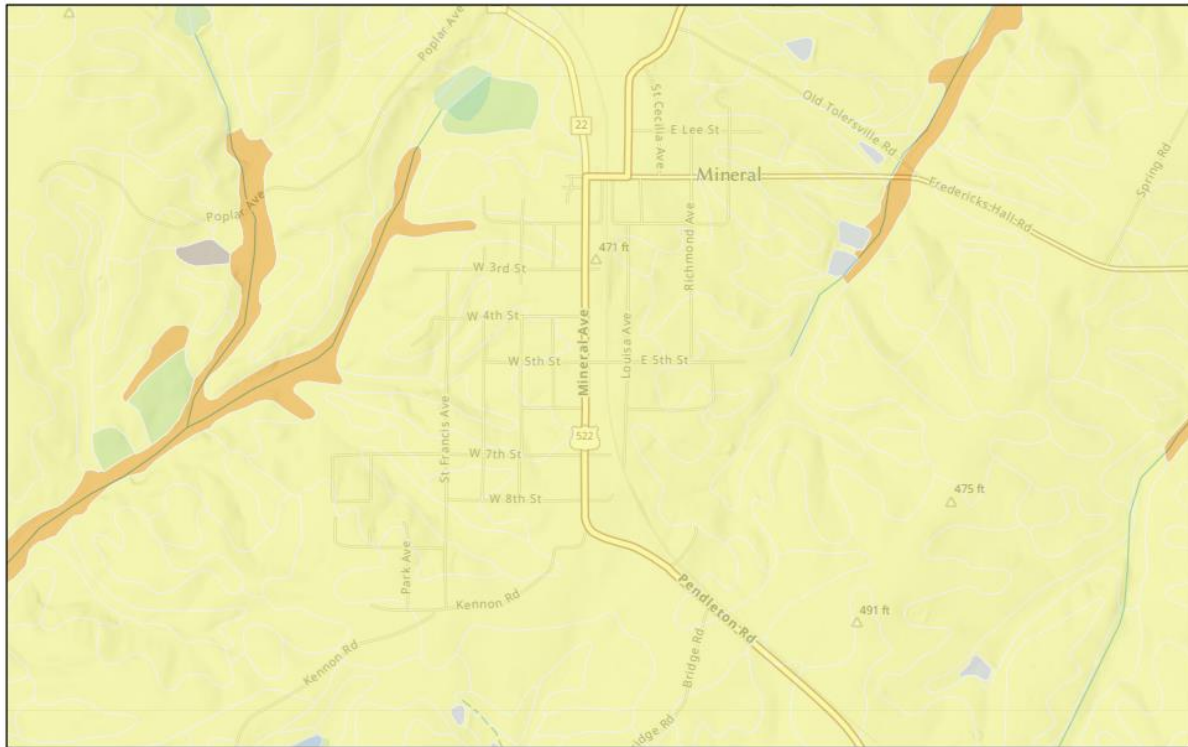 Poplar Ave
22
St Cecilia Ave
E Lee St
Old Tolersville Rd
Mineral
Fredericks Hall Rd
Spring Rd
Poplar Ave
Richmond Ave
471 ft
W 3rd St
W 4th St
Mineral Ave
Louisa Ave
W 5th St
E 5th St
St Francis Ave
522
W 7th St
475 ft
W 8th St
Park Ave
Pendleton Rd
Kennon Rd
491 ft
Kennon Rd
Bridge Rd
idge Rd